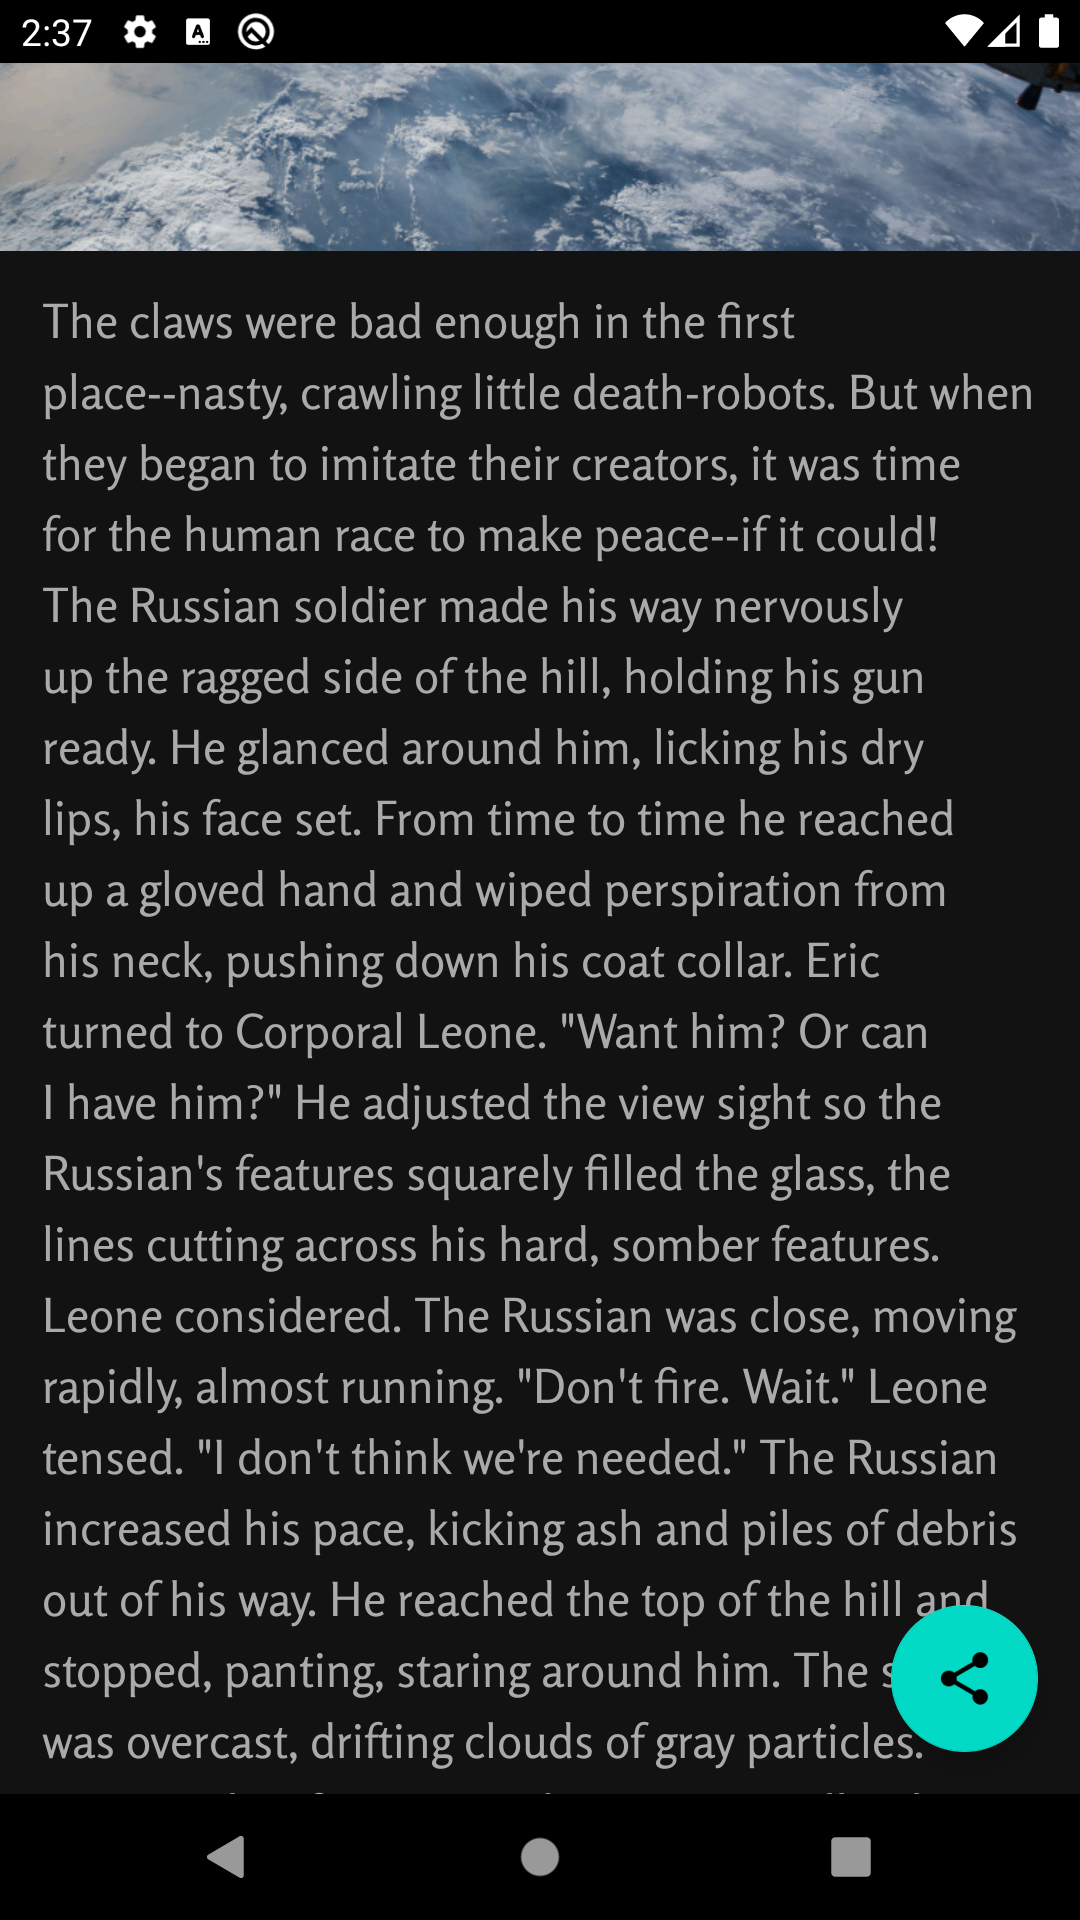 2:37
The claws were bad enough in the first
place--nasty, crawling little death-robots. But when
they began to imitate their creators, it was time
for the human race to make peace--if it could!
The Russian soldier made his way nervously
up the ragged side of the hill, holding his gun
ready. He glanced around him, licking his dry
lips, his face set. From time to time he reached
up a gloved hand and wiped perspiration from
his neck, pushing down his coat collar. Eric
turned to Corporal Leone. "Want him? Or can
I have him?" He adjusted the view sight so the
Russian's features squarely filled the glass, the
lines cutting across his hard, somber features.
Leone considered. The Russian was close, moving
rapidly, almost running. "Don't fire. Wait." Leone
tensed. "I don't think we're needed." The Russian
increased his pace, kicking ash and piles of debris
out of his way. He reached the top of the hill and
stopped, panting, staring around him. The
was overcast, drifting clouds of gray particles.